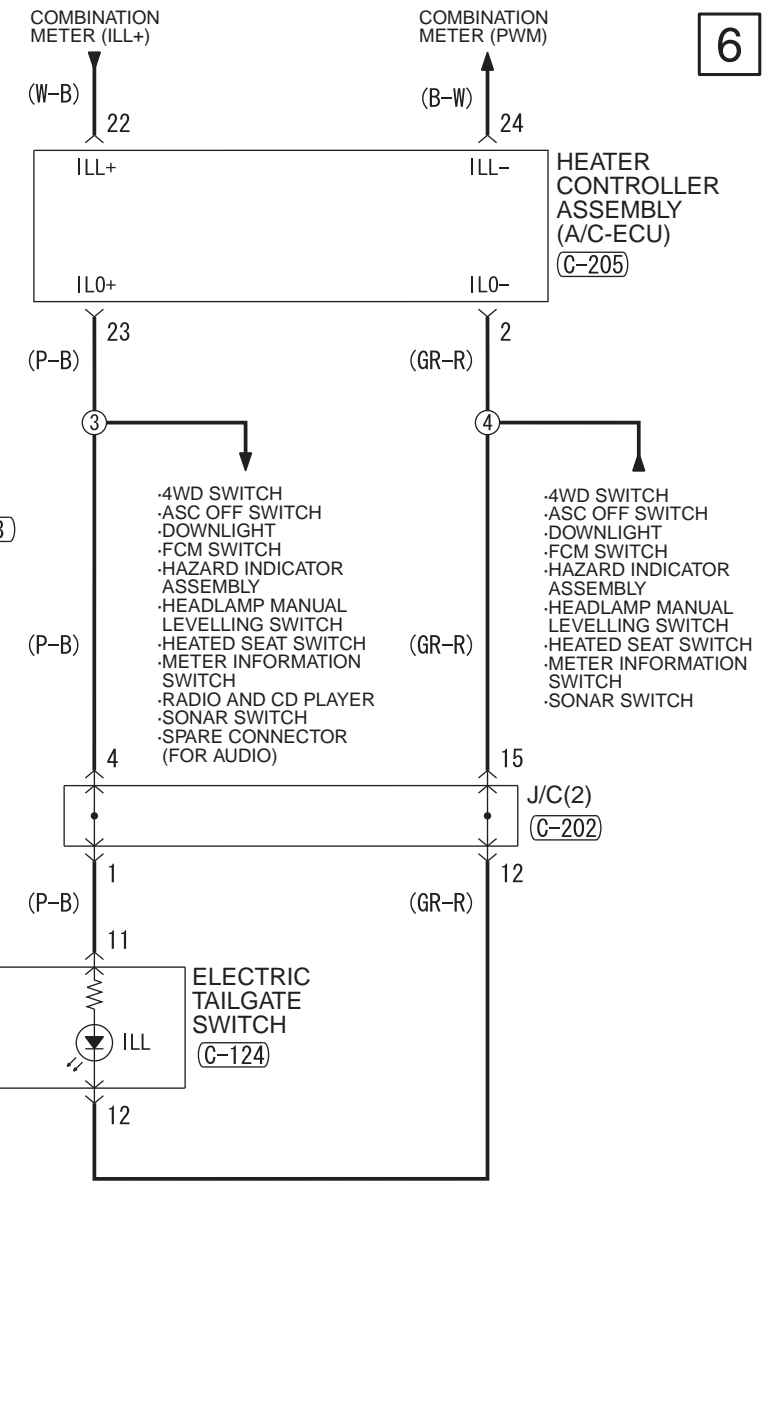 COMBINATION
METER (ILL+)
COMBINATION
METER (PWM)
6
(W-B)
(B-W)
22
24
ILL+
ILL-
HEATER
CONTROLLER
ASSEMBLY
(A/C-ECU)
(C-205)
IL0+
IL0-
23
2
(P-B)
(GR-R)
3
4
·4WD SWITCH
·ASC OFF SWITCH
·DOWNLIGHT
·FCM SWITCH
·HAZARD INDICATOR
ASSEMBLY
·HEADLAMP MANUAL
LEVELLING SWITCH
·HEATED SEAT SWITCH
·METER INFORMATION
SWITCH
·RADIO AND CD PLAYER
·SONAR SWITCH
·SPARE CONNECTOR
(FOR AUDIO)
·4WD SWITCH
·ASC OFF SWITCH
·DOWNLIGHT
·FCM SWITCH
·HAZARD INDICATOR
ASSEMBLY
·HEADLAMP MANUAL
LEVELLING SWITCH
·HEATED SEAT SWITCH
·METER INFORMATION
SWITCH
·SONAR SWITCH
(P-B)
(GR-R)
4
15
J/C(2)
(C-202)
1
12
(P-B)
(GR-R)
11
ELECTRIC
TAILGATE
SWITCH
(C-124)
ILL
12